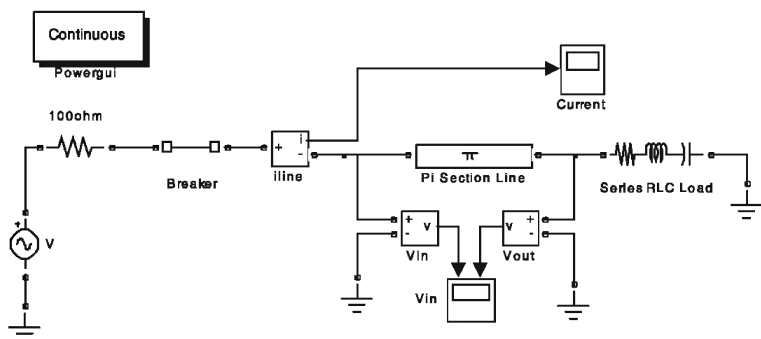 Continuous
Powergui
100ohm
Current
i
+
-
iline
Breaker
π
Pi Section Line
Series RLC Load
+
V
+
-
v
Vin
v
+
-
Vout
Vin